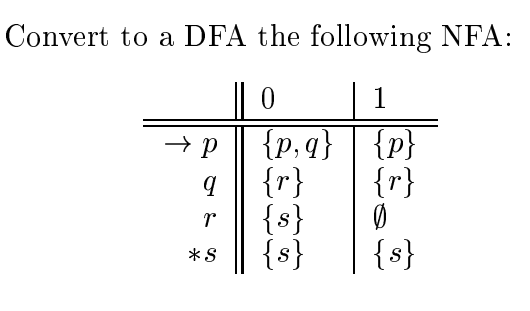 Convert to a DFA the following NFA:
0 1
→ p {p, q} {p}
q {r} {r}
r {s} ∅
*s {s} {s}